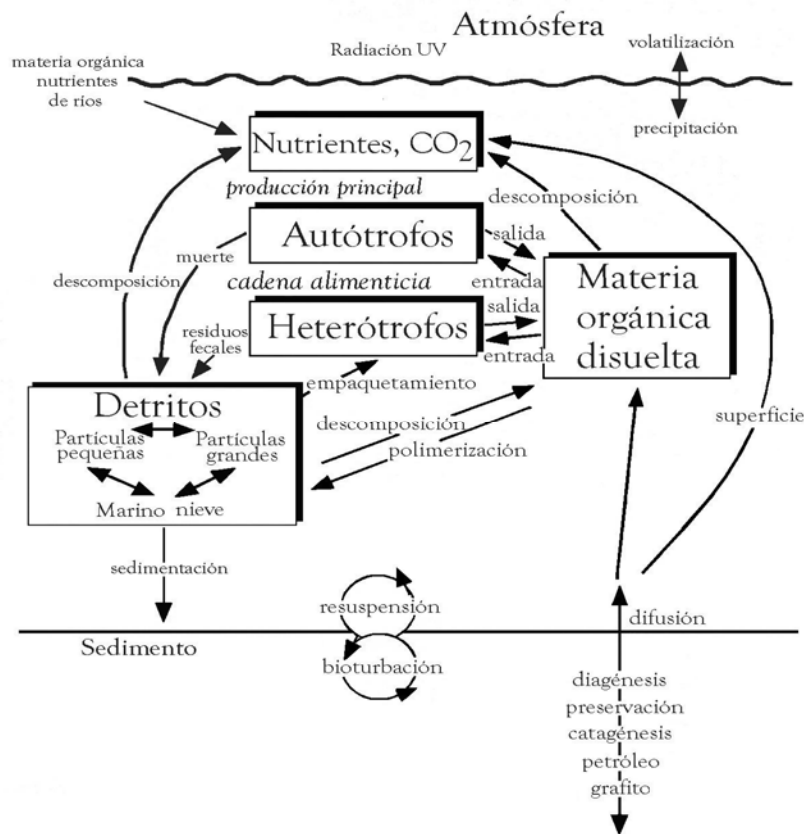 Atmósfera
Radiación UV
volatilización
materia orgánica
nutrientes
de ríos
precipitación
Nutrientes, CO2
producción principal
descomposición
Autótrofos
salida
muerte
descomposición
cadena alimenticia
entrada
salida
Materia
orgánica
disuelta
Heterótrofos
entrada
residuos
fecales
empaquetamiento
superficie
Detritos
descomposición
polimerización
Partículas
pequeñas
Partículas
grandes
Marino nieve
sedimentación
resuspensión
difusión
Sedimento
bioturbación
diagénesis
preservación
catagénesis
petróleo
grafito